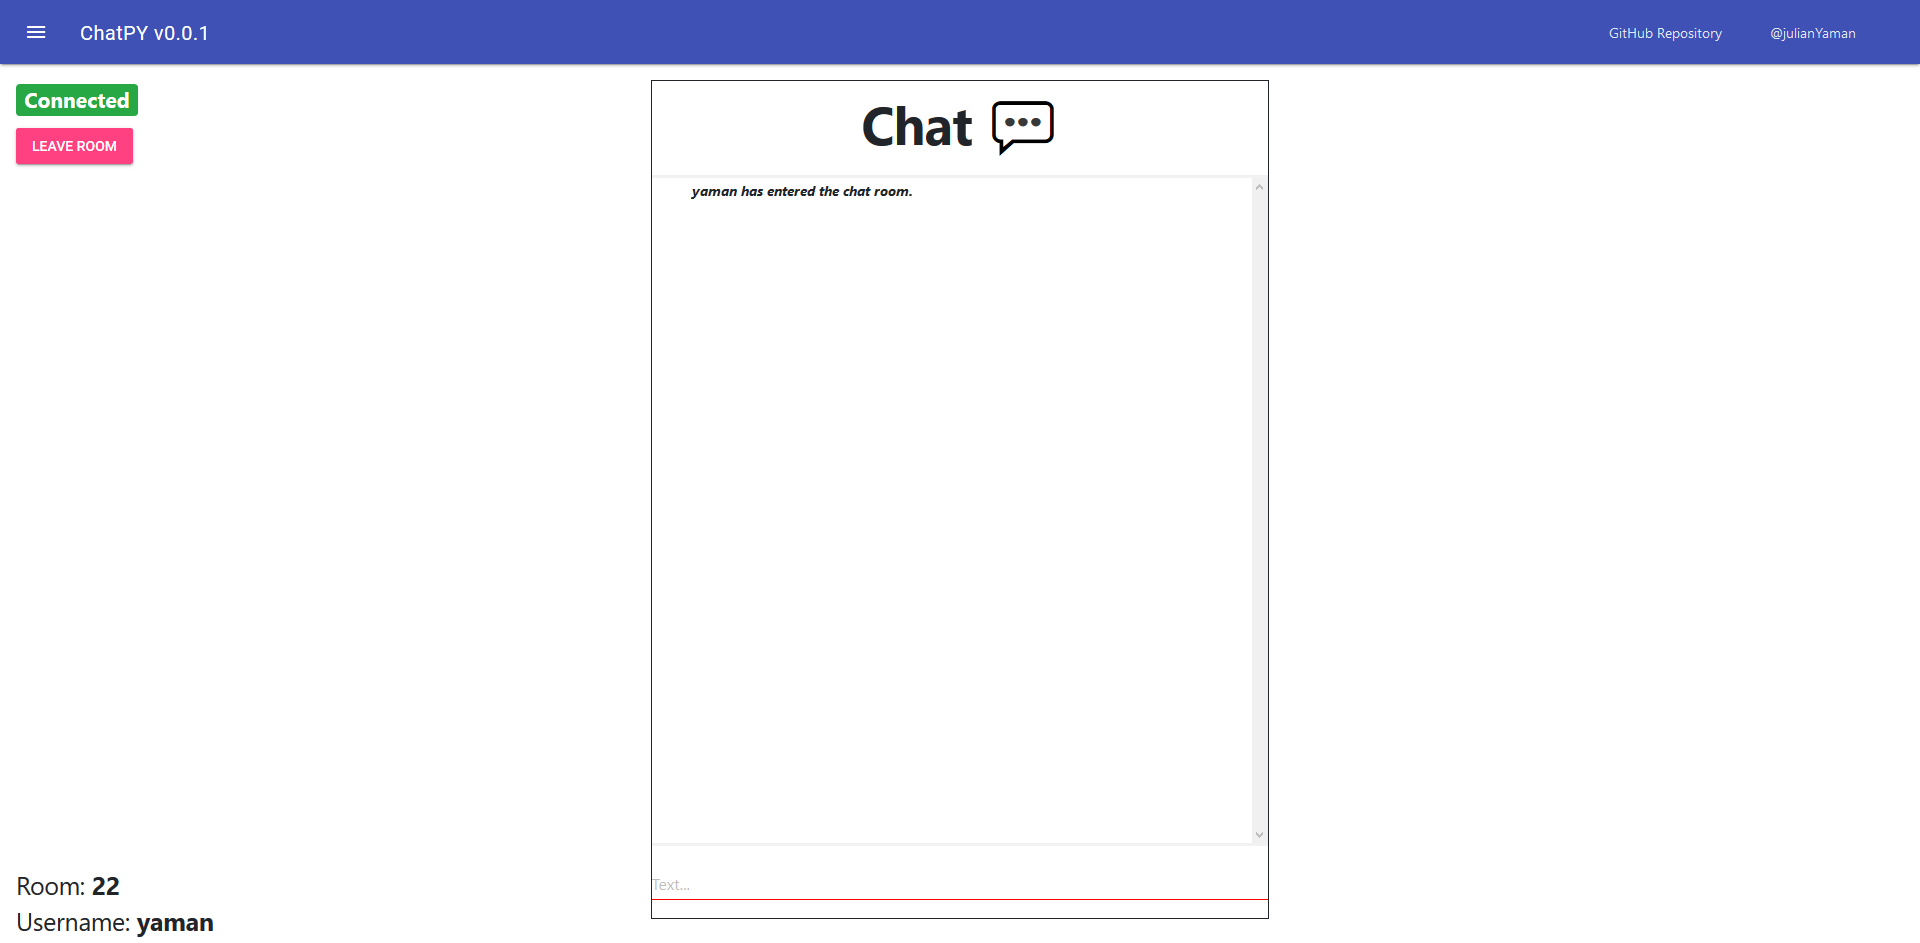 ChatPY v0.0.1
GitHub Repository
@julianYaman
Connected
LEAVE ROOM
Chat
yaman has entered the chat room.
Text...
Room: 22
Username: yaman